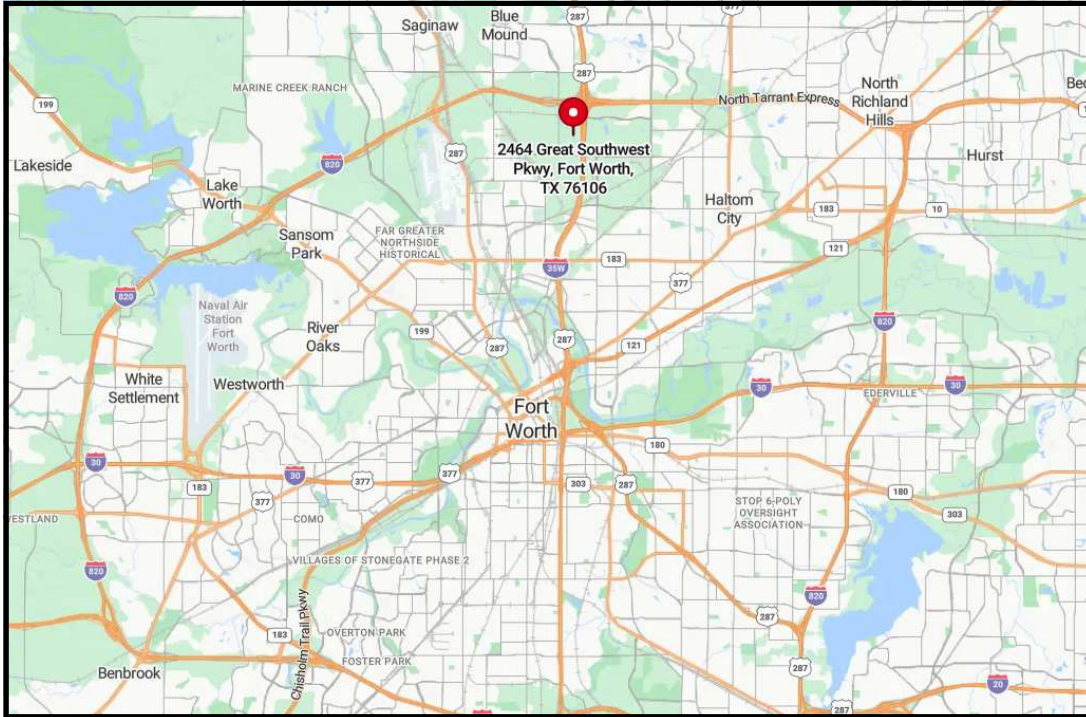 377
Saginaw
Blue
Mound
287
287
North
Richland
Hills
MARINE CREEK RANCH
North Tarrant Express
199
2464 Great Southwest
Pkwy, Fort Worth,
TX 76106
820
287
Lakeside
Hurst
Lake
Worth
Haltom
City
183
10
Sansom
Park
FAR GREATER
NORTHSIDE
HISTORICAL
121
35W
183
377
820
Naval Air
Station
Fort
Worth
River
Oaks
199
287
287
121
820
White
Settlement
Westworth
30
EDERVILLE
30
Fort
Worth
180
30
183
377
30
377
377
303
287
180
303
COMO
STOP 6-POLY
OVERSIGHT
ASSOCIATION
VILLAGES OF STONEGATE PHASE 2
820
820
287
183
Chisholm Trail Pkwy
OVERTON PARK
FOSTER PARK
Benbrook
287
20
287